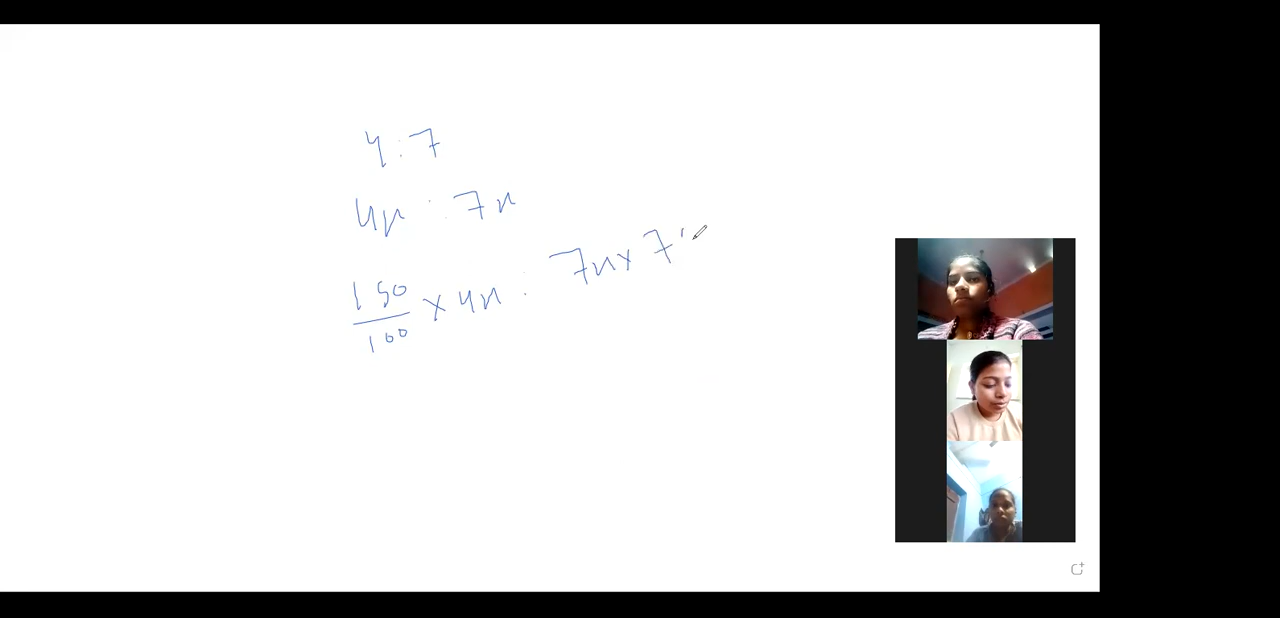 4 : 7
4x : 7x
150/100 × 4x : 7x × 7